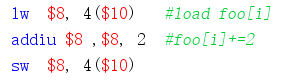 lw $8, 4($10) #load foo[i]
addiu $8 ,$8, 2 #foo[i]+=2
sw $8, 4($10)